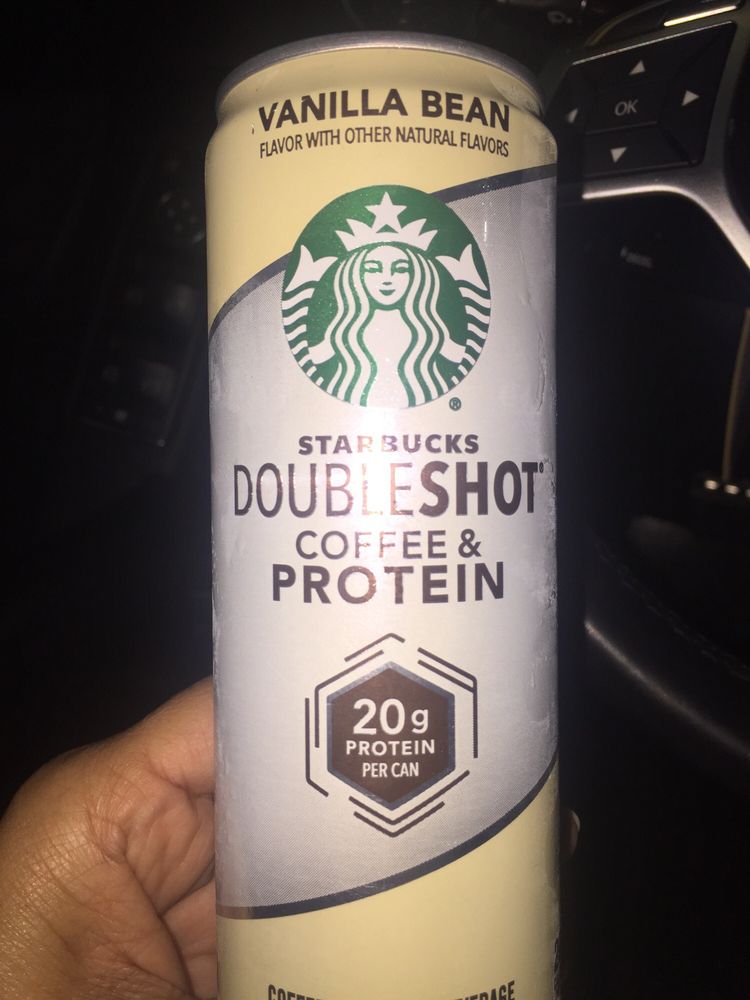 VANILLA BEAN
FLAVOR WITH OTHER NATURAL FLAVORS
®
STARBUCKS
DOUBLESHOT®
COFFEE &
PROTEIN
20g
PROTEIN
PER CAN
OK